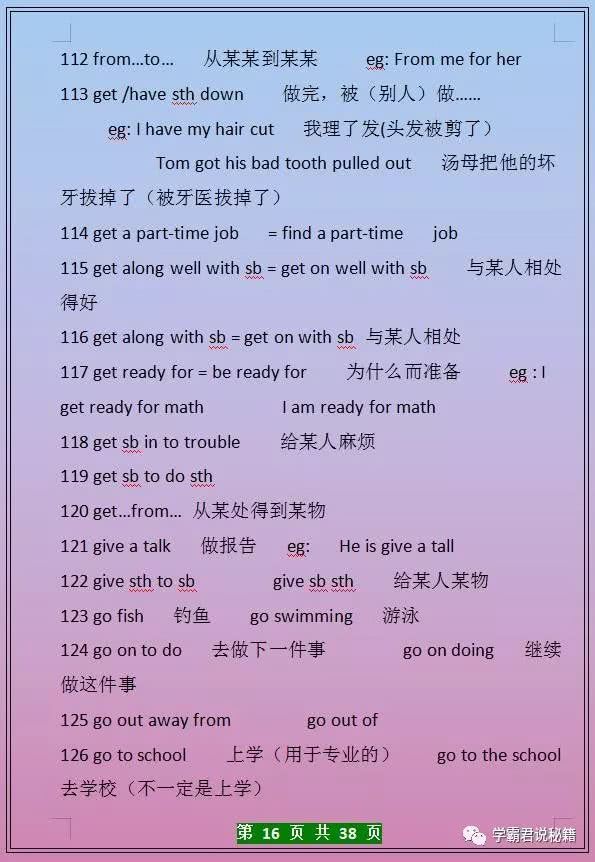 112 from…to… 从某某到某某 eg: From me for her
113 get /have sth down 做完，被（别人）做……
eg: I have my hair cut 我理了发(头发被剪了）
Tom got his bad tooth pulled out 汤母把他的坏
牙拔掉了（被牙医拔掉了）
114 get a part-time job = find a part-time job
115 get along well with sb = get on well with sb 与某人相处
得好
116 get along with sb = get on with sb 与某人相处
117 get ready for = be ready for 为什么而准备 eg : I
get ready for math I am ready for math
118 get sb in to trouble 给某人麻烦
119 get sb to do sth
120 get…from… 从某处得到某物
121 give a talk 做报告 eg: He is give a tall
122 give sth to sb give sb sth 给某人某物
123 go fish 钓鱼 go swimming 游泳
124 go on to do 去做下一件事 go on doing 继续
做这件事
125 go out away from go out of
126 go to school 上学（用于专业的） go to the school
去学校（不一定是上学）
第 16 页 共 38 页
学霸君说秘籍